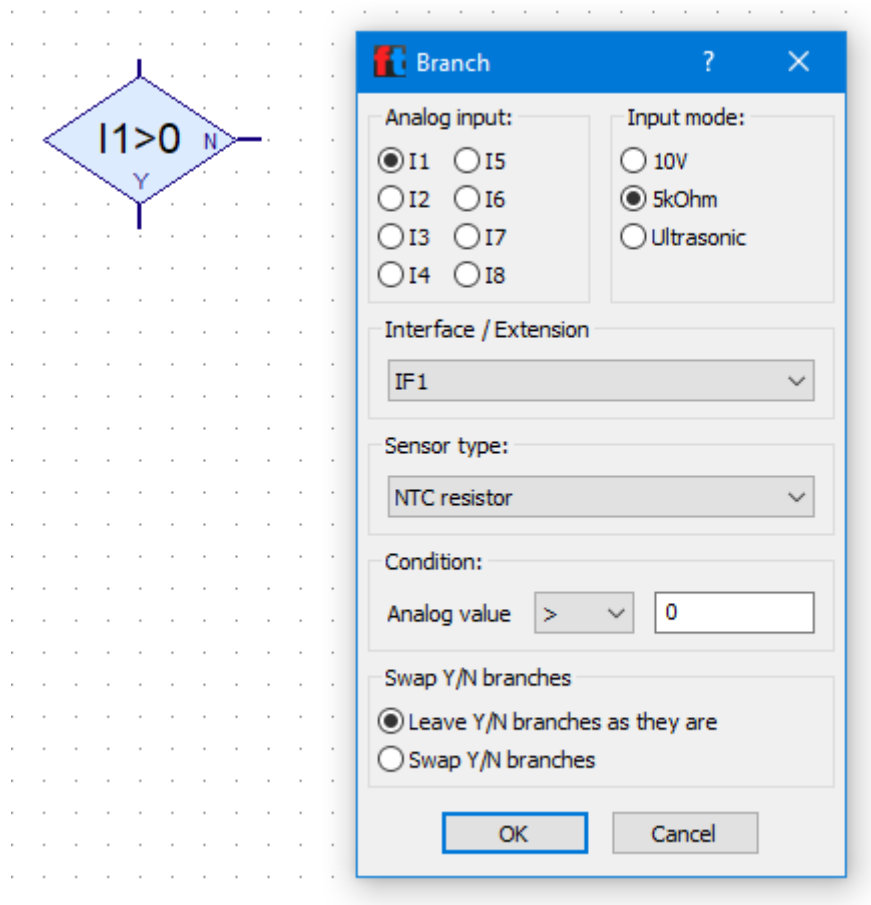 I1>0 N
Y
ft Branch ? ×
Analog input: Input mode:
I1 I5 10V
I2 I6 5kOhm
I3 I7 Ultrasonic
I4 I8
Interface / Extension
IF1
Sensor type:
NTC resistor
Condition:
Analog value > 0
Swap Y/N branches
Leave Y/N branches as they are
Swap Y/N branches
OK Cancel